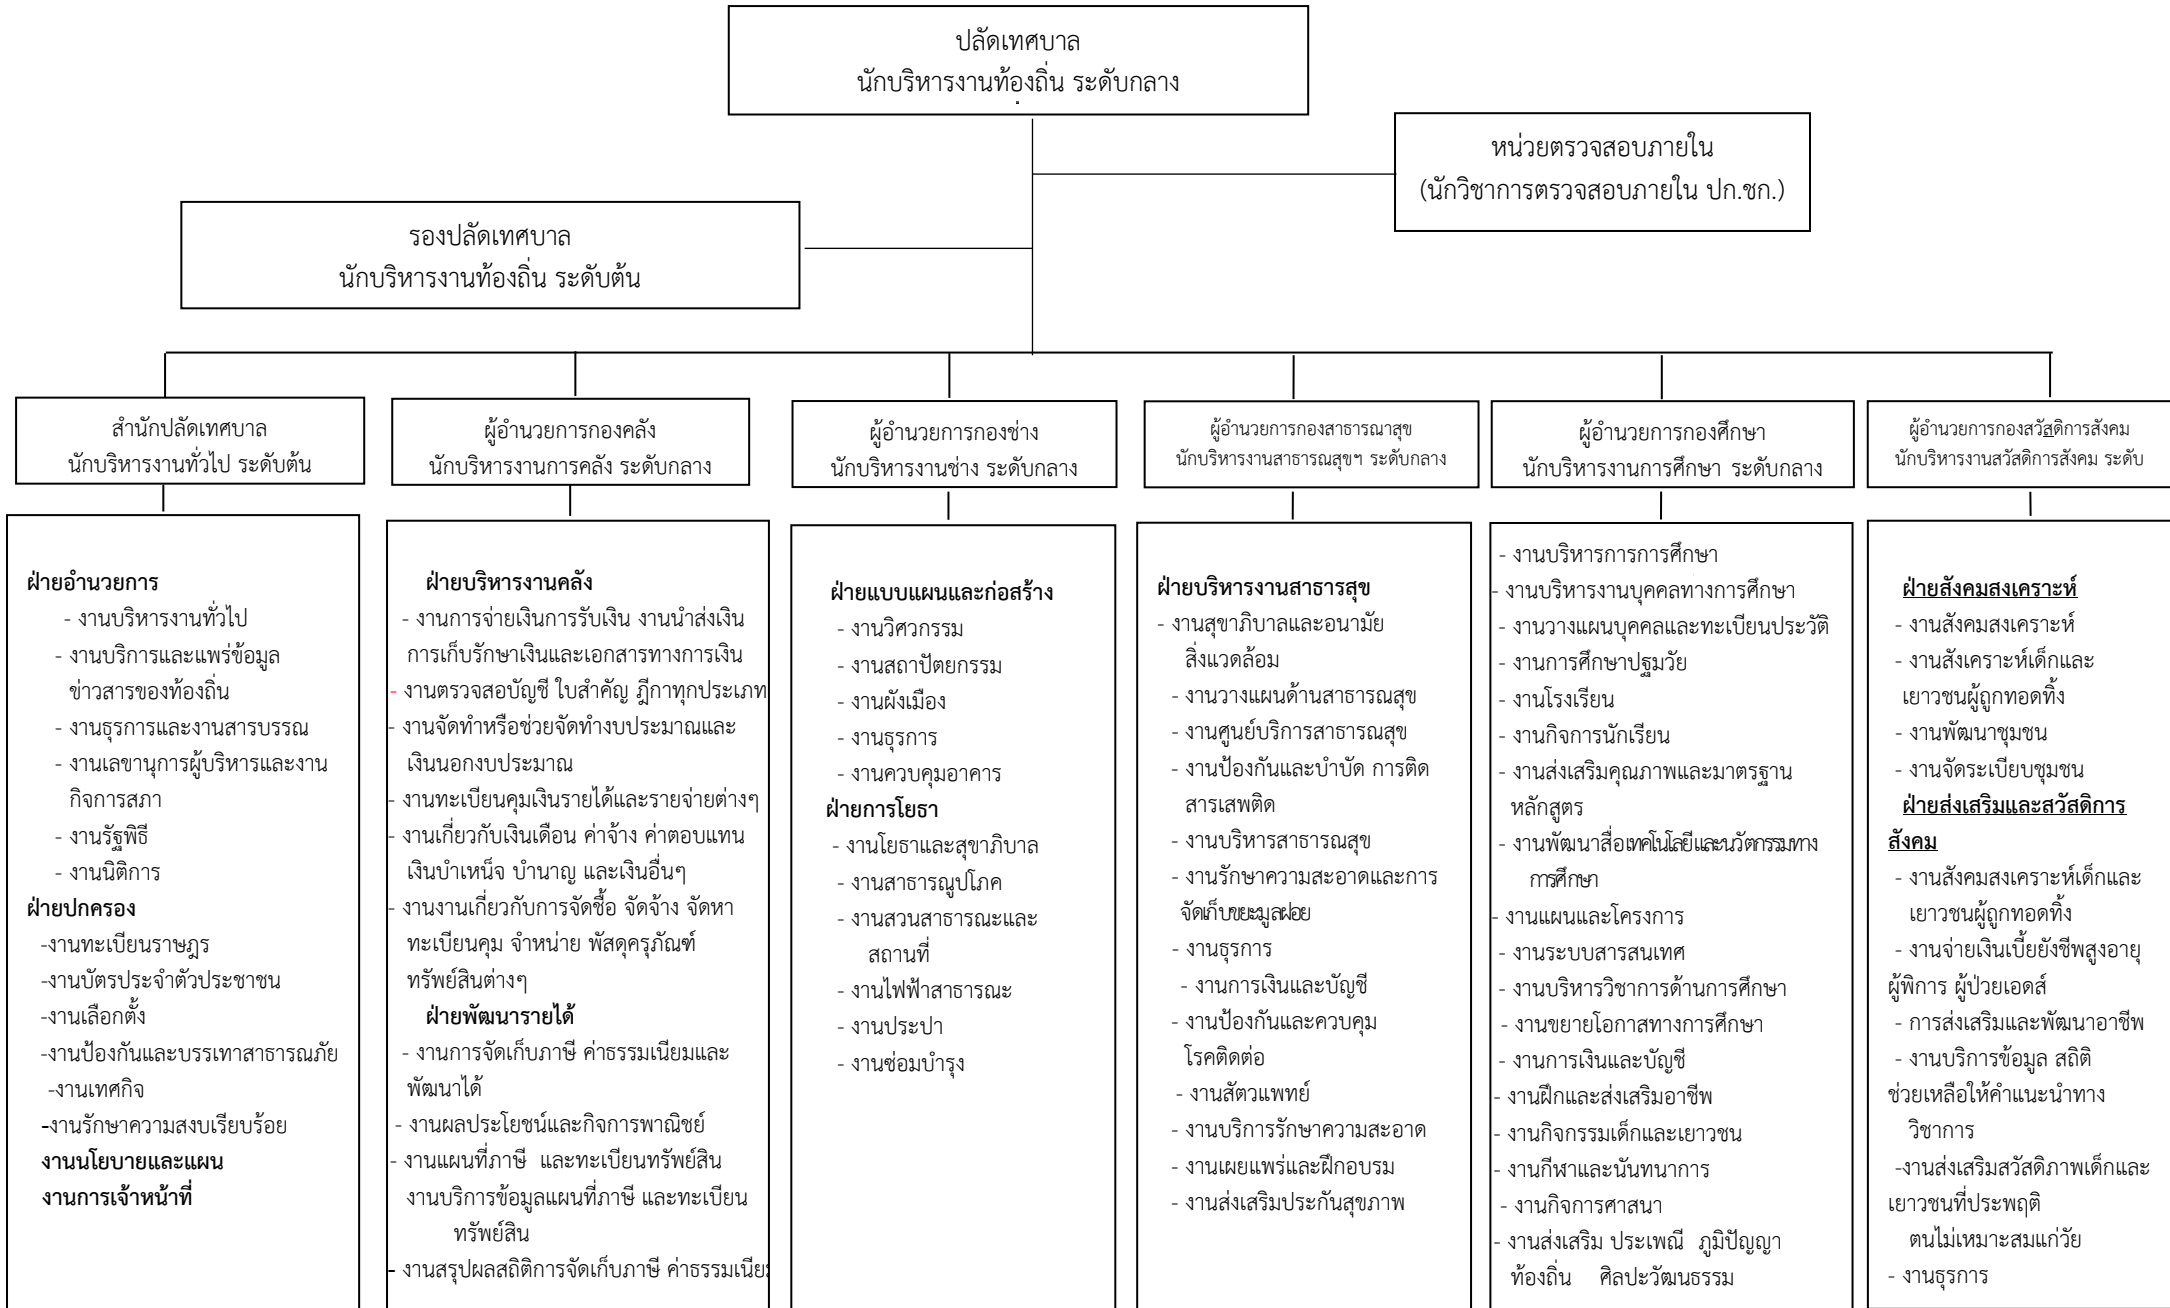 ปลัดเทศบาล
นักบริหารงานท้องถิ่น ระดับกลาง
หน่วยตรวจสอบภายใน
(นักวิชาการตรวจสอบภายใน ปก.ชก.)
รองปลัดเทศบาล
นักบริหารงานท้องถิ่น ระดับต้น
สำนักปลัดเทศบาล
นักบริหารงานทั่วไป ระดับต้น
ผู้อำนวยการกองคลัง
นักบริหารงานการคลัง ระดับกลาง
ผู้อำนวยการกองช่าง
นักบริหารงานช่าง ระดับกลาง
ผู้อำนวยการกองสาธารณาสุข
นักบริหารงานสาธารณสุขฯ ระดับกลาง
ผู้อำนวยการกองศึกษา
นักบริหารงานการศึกษา ระดับกลาง
ผู้อำนวยการกองสวัสดิการสังคม
นักบริหารงานสวัสดิการสังคม ระดับ
ฝ่ายอำนวยการ
- งานบริหารงานทั่วไป
- งานบริการและแพร่ข้อมูล
ข่าวสารของท้องถิ่น
- งานธุรการและงานสารบรรณ
- งานเลขานุการผู้บริหารและงาน
กิจการสภา
- งานรัฐพิธี
- งานนิติการ
ฝ่ายปกครอง
-งานทะเบียนราษฎร
-งานบัตรประจำตัวประชาชน
-งานเลือกตั้ง
-งานป้องกันและบรรเทาสาธารณภัย
-งานเทศกิจ
-งานรักษาความสงบเรียบร้อย
งานนโยบายและแผน
งานการเจ้าหน้าที่
ฝ่ายบริหารงานคลัง
- งานการจ่ายเงินการรับเงิน งานนำส่งเงิน
การเก็บรักษาเงินและเอกสารทางการเงิน
- งานตรวจสอบัญชี ใบสำคัญ ฎีกาทุกประเภท
- งานจัดทำหรือช่วยจัดทำงบประมาณและ
เงินนอกงบประมาณ
- งานทะเบียนคุมเงินรายได้และรายจ่ายต่างๆ
- งานเกี่ยวกับเงินเดือน ค่าจ้าง ค่าตอบแทน
เงินบำเหน็จ บำนาญ และเงินอื่นๆ
- งานงานเกี่ยวกับการจัดซื้อ จัดจ้าง จัดหา
ทะเบียนคุม จำหน่าย พัสดุครุภัณฑ์
ทรัพย์สินต่างๆ
ฝ่ายพัฒนารายได้
- งานการจัดเก็บภาษี ค่าธรรมเนียมและ
พัฒนาได้
- งานผลประโยชน์และกิจการพาณิชย์
- งานแผนที่ภาษี และทะเบียนทรัพย์สิน
งานบริการข้อมูลแผนที่ภาษี และทะเบียน
ทรัพย์สิน
- งานสรุปผลสถิติการจัดเก็บภาษี ค่าธรรมเนีย
ฝ่ายแบบแผนและก่อสร้าง
- งานวิศวกรรม
- งานสถาปัตยกรรม
- งานผังเมือง
- งานธุรการ
- งานควบคุมอาคาร
ฝ่ายการโยธา
- งานโยธาและสุขาภิบาล
- งานสาธารณูปโภค
- งานสวนสาธารณะและ
สถานที่
- งานไฟฟ้าสาธารณะ
- งานประปา
- งานซ่อมบำรุง
ฝ่ายบริหารงานสาธารสุข
- งานสุขาภิบาลและอนามัย
สิ่งแวดล้อม
- งานวางแผนด้านสาธารณสุข
- งานศูนย์บริการสาธารณสุข
- งานป้องกันและบำบัด การติด
สารเสพติด
- งานบริหารสาธารณสุข
- งานรักษาความสะอาดและการ
จัดเก็บขยะมูลฝอย
- งานธุรการ
- งานการเงินและบัญชี
- งานป้องกันและควบคุม
โรคติดต่อ
- งานสัตวแพทย์
- งานบริการรักษาความสะอาด
- งานเผยแพร่และฝึกอบรม
- งานส่งเสริมประกันสุขภาพ
- งานบริหารการการศึกษา
- งานบริหารงานบุคคลทางการศึกษา
- งานวางแผนบุคคลและทะเบียนประวัติ
- งานการศึกษาปฐมวัย
- งานโรงเรียน
- งานกิจการนักเรียน
- งานส่งเสริมคุณภาพและมาตรฐาน
หลักสูตร
- งานพัฒนาสื่อเทคโนโลยีและนวัตกรรมทาง
การศึกษา
- งานแผนและโครงการ
- งานระบบสารสนเทศ
- งานบริหารวิชาการด้านการศึกษา
- งานขยายโอกาสทางการศึกษา
- งานการเงินและบัญชี
- งานฝึกและส่งเสริมอาชีพ
- งานกิจกรรมเด็กและเยาวชน
- งานกีฬาและนันทนาการ
- งานกิจการศาสนา
- งานส่งเสริม ประเพณี ภูมิปัญญา
ท้องถิ่น ศิลปะวัฒนธรรม
ฝ่ายสังคมสงเคราะห์
- งานสังคมสงเคราะห์
- งานสังเคราะห์เด็กและ
เยาวชนผู้ถูกทอดทิ้ง
- งานพัฒนาชุมชน
- งานจัดระเบียบชุมชน
ฝ่ายส่งเสริมและสวัสดิการ
สังคม
- งานสังคมสงเคราะห์เด็กและ
เยาวชนผู้ถูกทอดทิ้ง
- งานจ่ายเงินเบี้ยยังชีพสูงอายุ
ผู้พิการ ผู้ป่วยเอดส์
- การส่งเสริมและพัฒนาอาชีพ
- งานบริการข้อมูล สถิติ
ช่วยเหลือให้คำแนะนำทาง
วิชาการ
-งานส่งเสริมสวัสดิภาพเด็กและ
เยาวชนที่ประพฤติ
ตนไม่เหมาะสมแก่วัย
- งานธุรการ